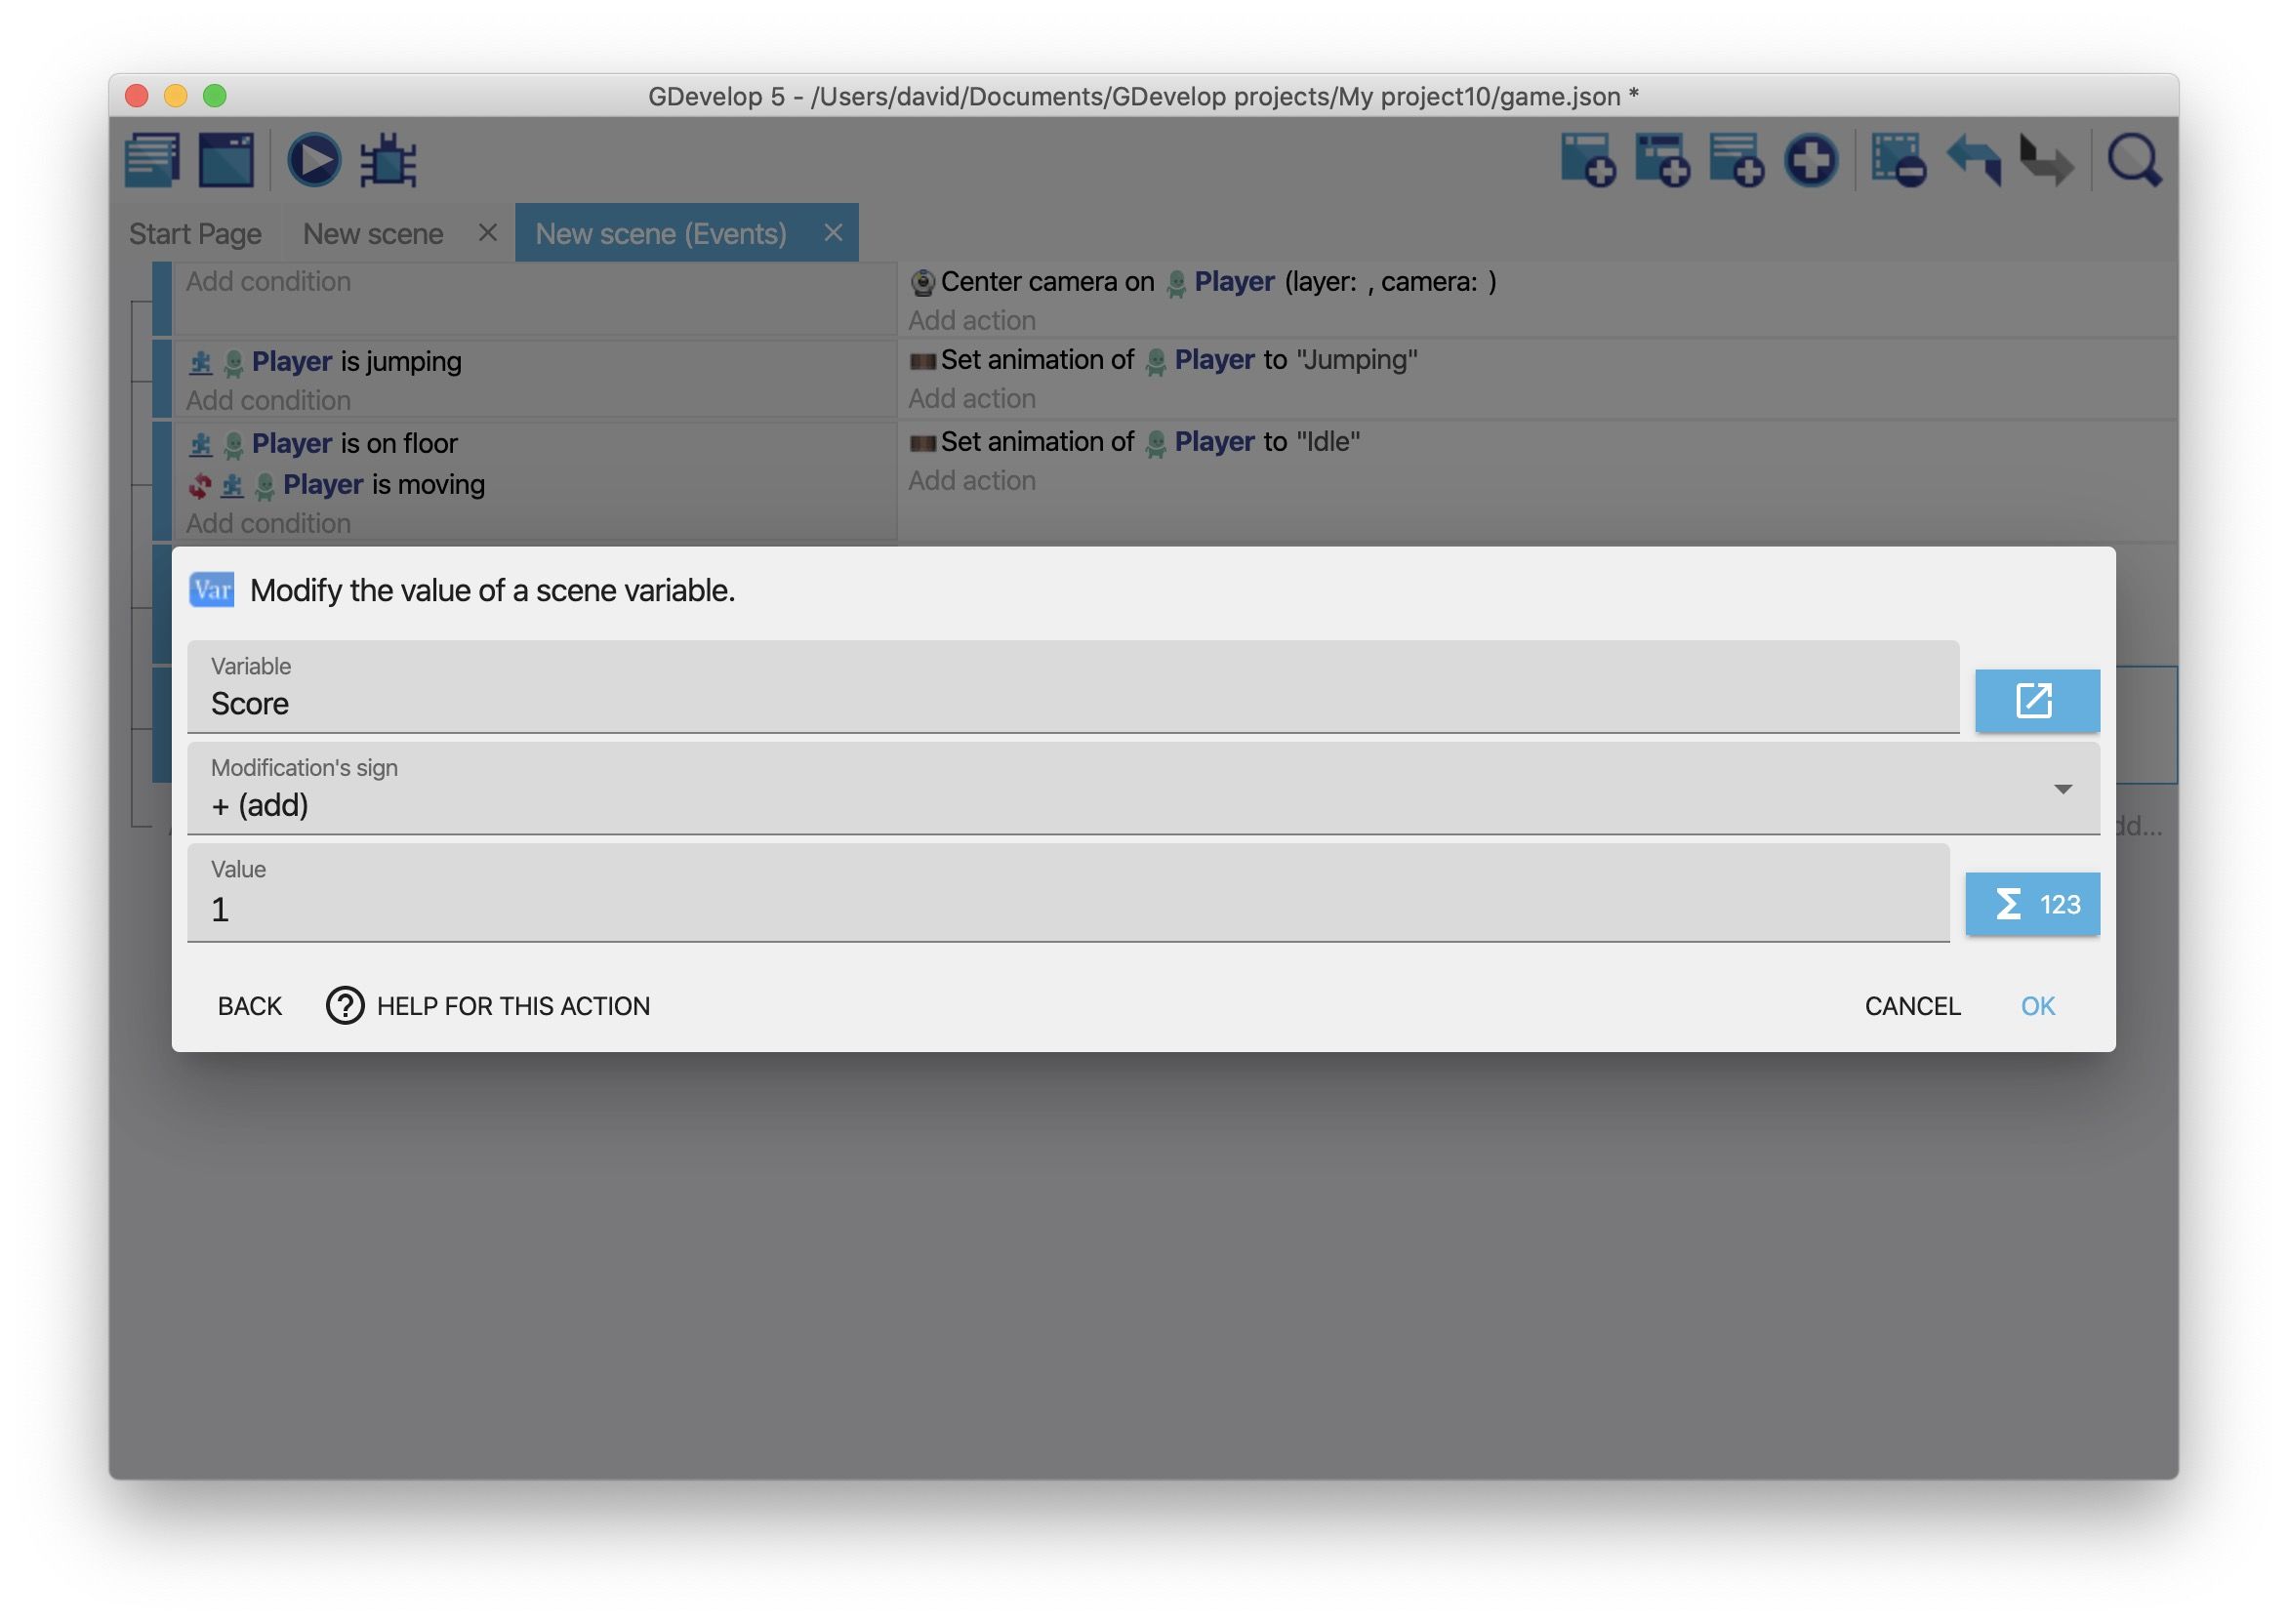 GDevelop 5 - /Users/david/Documents/GDevelop projects/My project10/game.json *
Start Page New scene New scene (Events)
Add condition
Center camera on Player (layer: , camera: )
Add action
Player is jumping
Add condition
Set animation of Player to "Jumping"
Add action
Player is on floor
Player is moving
Add condition
Set animation of Player to "Idle"
Add action
Var Modify the value of a scene variable.
Variable
Score
Modification's sign
+ (add)
Value
1
Σ 123
BACK ? HELP FOR THIS ACTION CANCEL OK